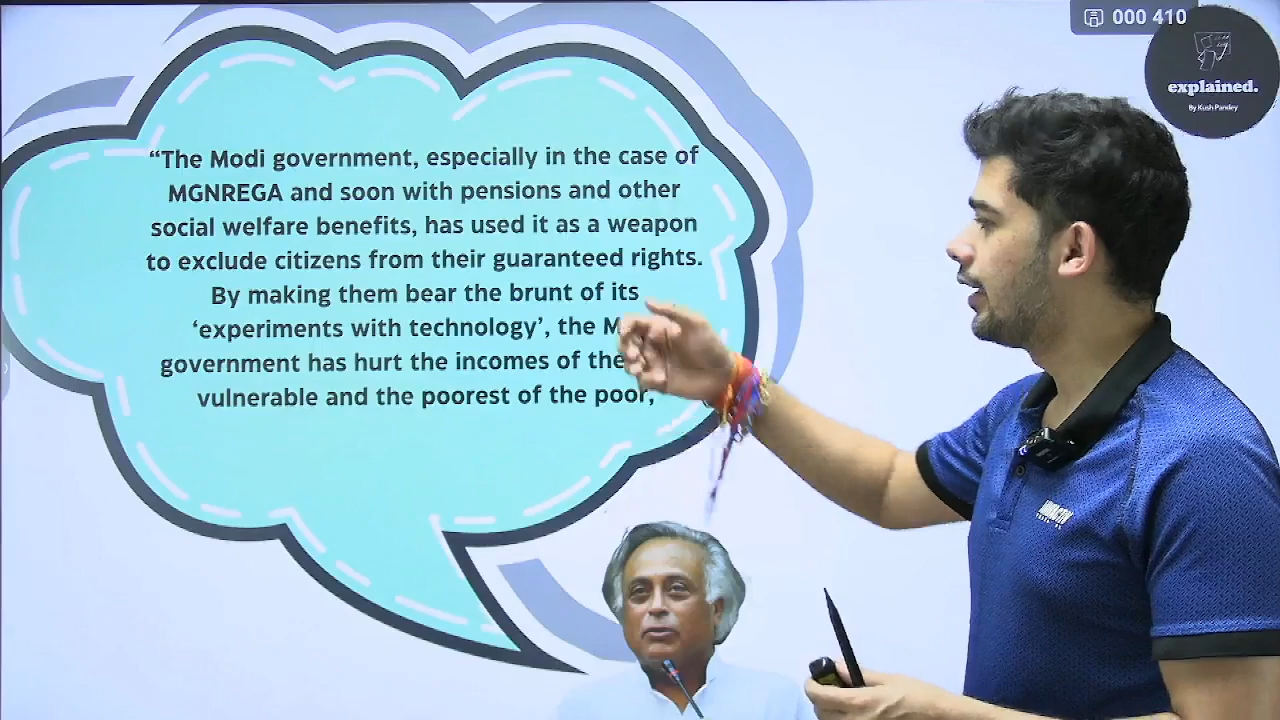 000 410
explained.
By Kush Pandey
“The Modi government, especially in the case of
MGNREGA and soon with pensions and other
social welfare benefits, has used it as a weapon
to exclude citizens from their guaranteed rights.
By making them bear the brunt of its
‘experiments with technology’, the
government has hurt the incomes of the
vulnerable and the poorest of the poor,